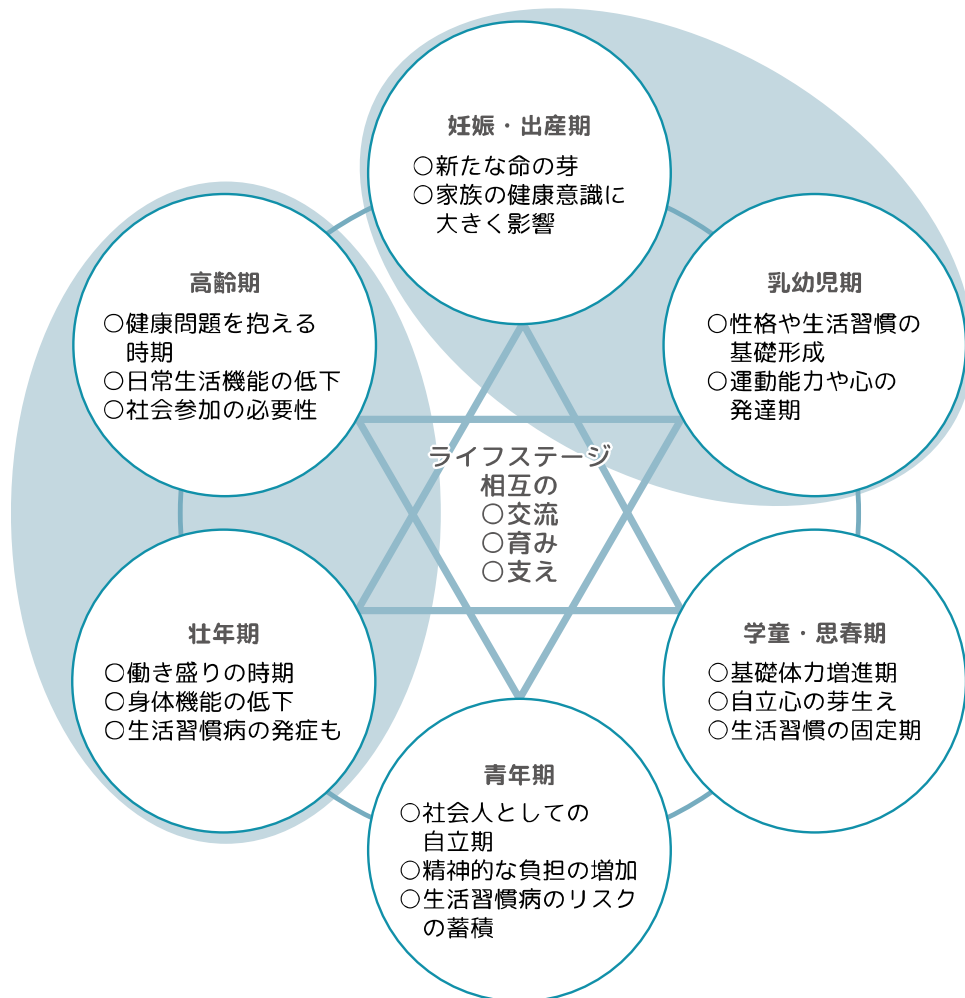 妊娠・出産期
○新たな命の芽
○家族の健康意識に
大きく影響
乳幼児期
○性格や生活習慣の
基礎形成
○運動能力や心の
発達期
学童・思春期
○基礎体力増進期
○自立心の芽生え
○生活習慣の固定期
青年期
○社会人としての
自立期
○精神的な負担の増加
○生活習慣病のリスク
の蓄積
壮年期
○働き盛りの時期
○身体機能の低下
○生活習慣病の発症も
高齢期
○健康問題を抱える
時期
○日常生活機能の低下
○社会参加の必要性
ライフステージ
相互の
○交流
○育み
○支え